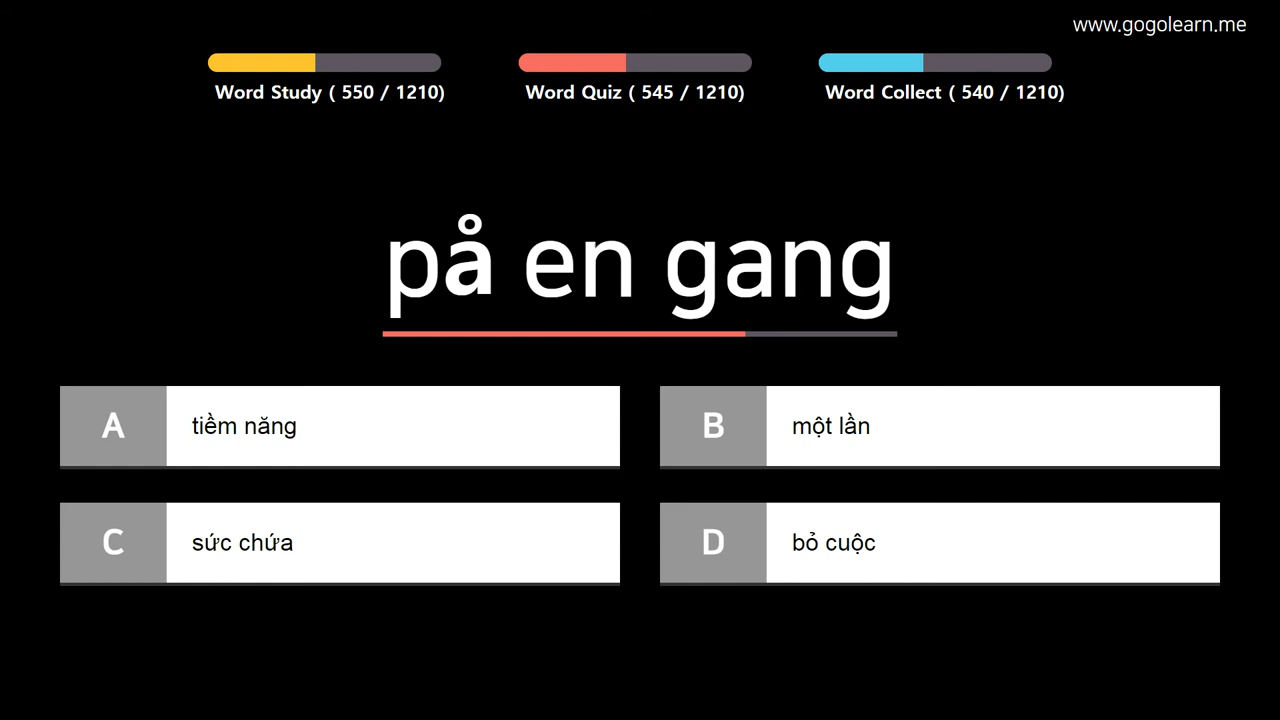 www.gogolearn.me
Word Study ( 550 / 1210)
Word Quiz ( 545 / 1210)
Word Collect ( 540 / 1210)
på en gang
A tiềm năng
B một lần
C sức chứa
D bỏ cuộc